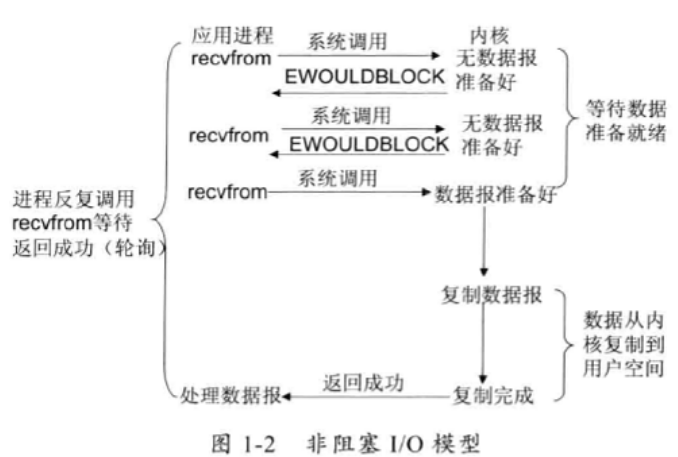 应用进程
系统调用
内核
recvfrom
无数据报
EWOULDBLOCK
准备好
系统调用
无数据报
recvfrom
EWOULDBLOCK
准备好
等待数据
准备就绪
recvfrom
系统调用
数据报准备好
进程反复调用
recvfrom等待
返回成功（轮询）
复制数据报
数据从内
核复制到
用户空间
处理数据报
返回成功
复制完成
图 1-2 非阻塞 I/O 模型